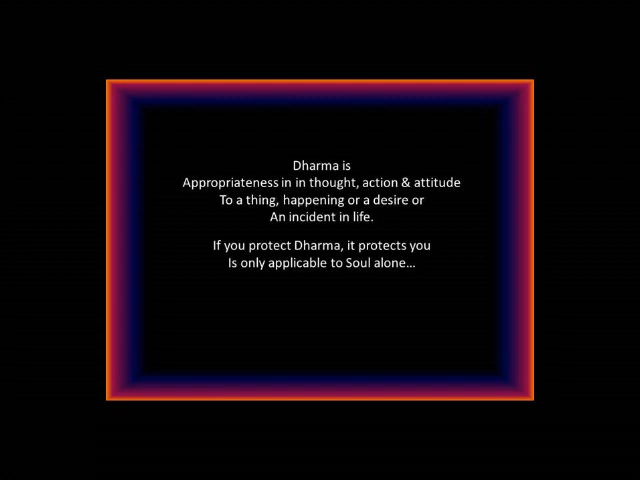 Dharma is
Appropriateness in in thought, action & attitude
To a thing, happening or a desire or
An incident in life.
If you protect Dharma, it protects you
Is only applicable to Soul alone...